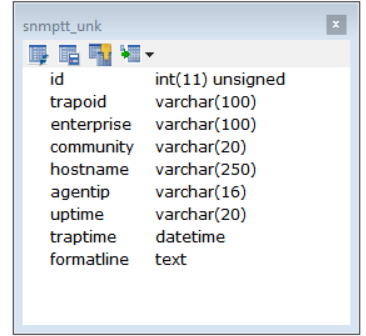 snmptt_unk
id int(11) unsigned
trapoid varchar(100)
enterprise varchar(100)
community varchar(20)
hostname varchar(250)
agentip varchar(16)
uptime varchar(20)
traptime datetime
formatline text